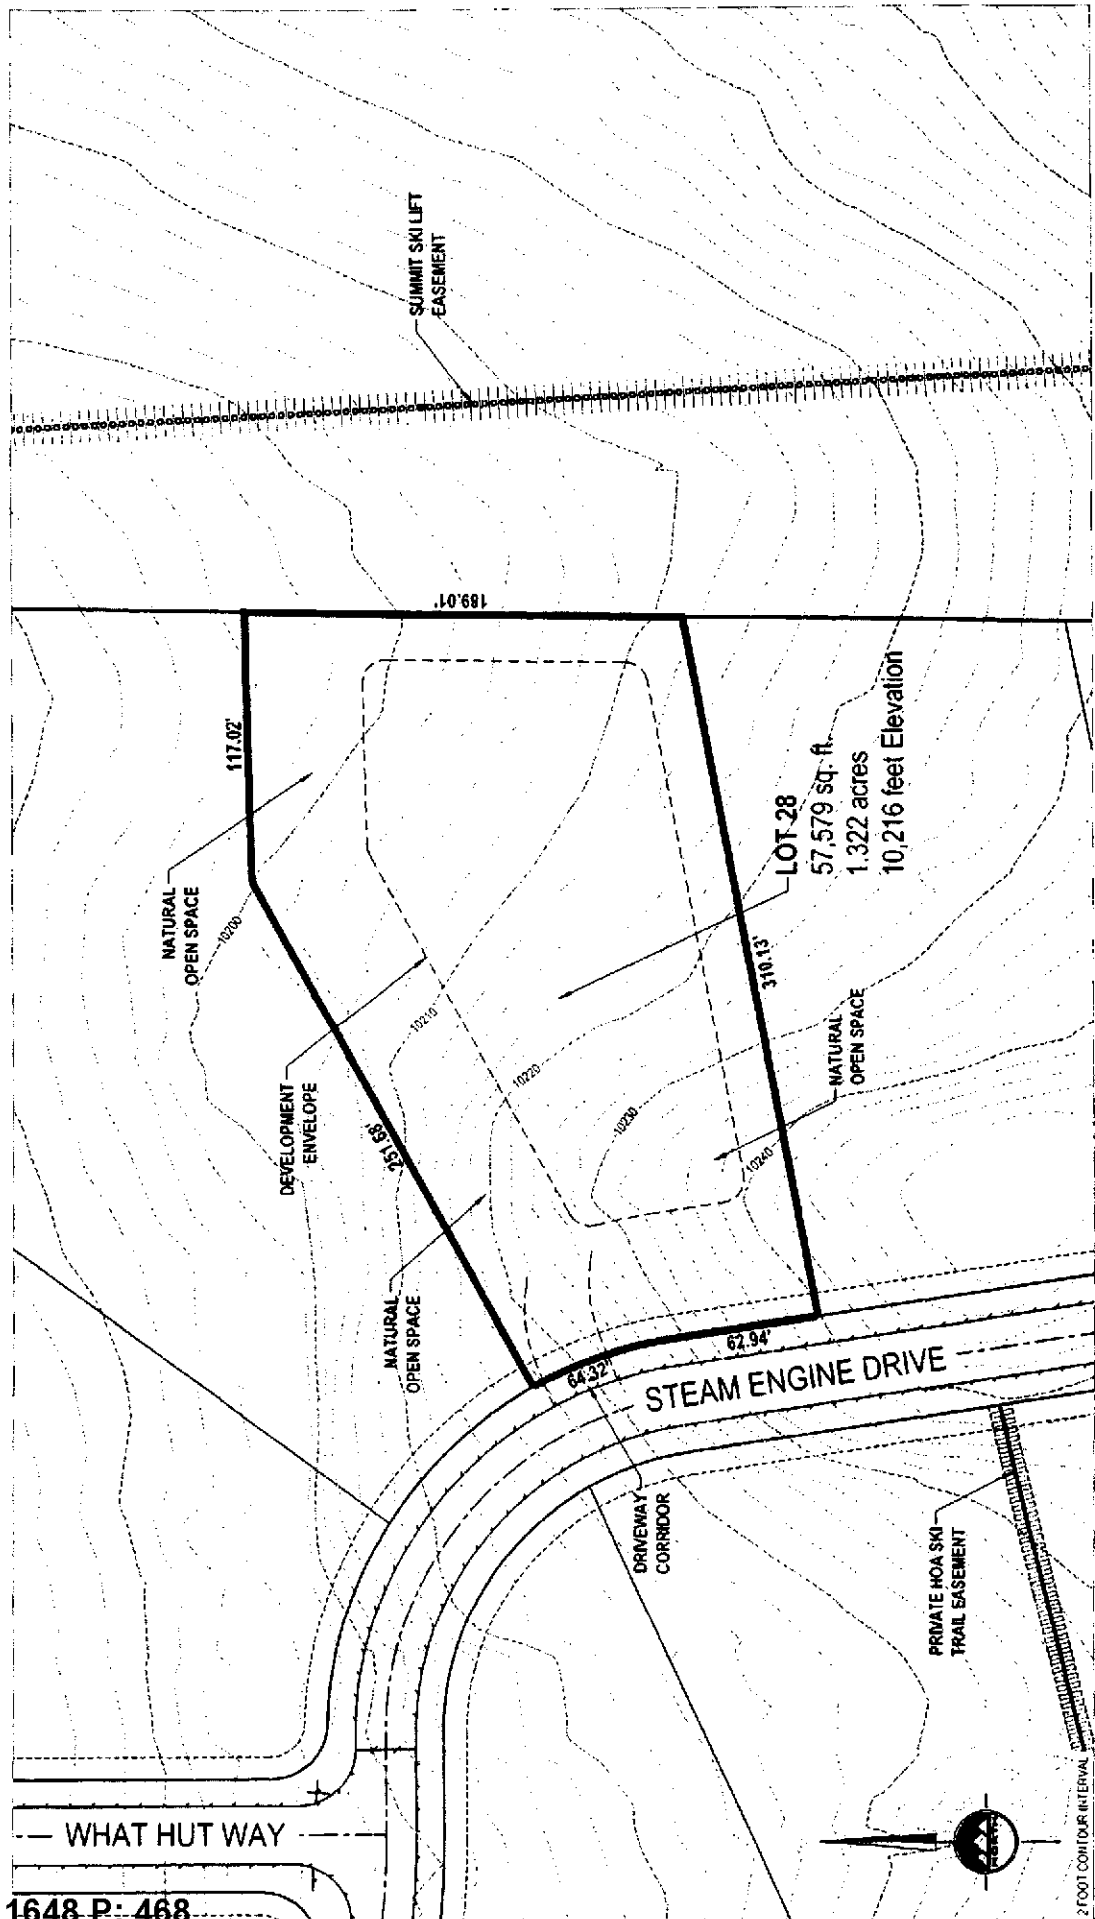 SUMMIT SKI LIFT
EASEMENT
189.01'
117.02'
NATURAL
OPEN SPACE
10200
DEVELOPMENT
ENVELOPE
10210
LOT 28
57,579 sq. ft.
1.322 acres
10,216 feet Elevation
251.68'
10220
310.13'
10230
NATURAL
OPEN SPACE
10240
NATURAL
OPEN SPACE
64.32'
62.94'
STEAM ENGINE DRIVE
DRIVEWAY
CORRIDOR
PRIVATE HOA SKI
TRAIL EASEMENT
WHAT HUT WAY
NORTH
2 FOOT CONTOUR INTERVAL
1648 P: 468